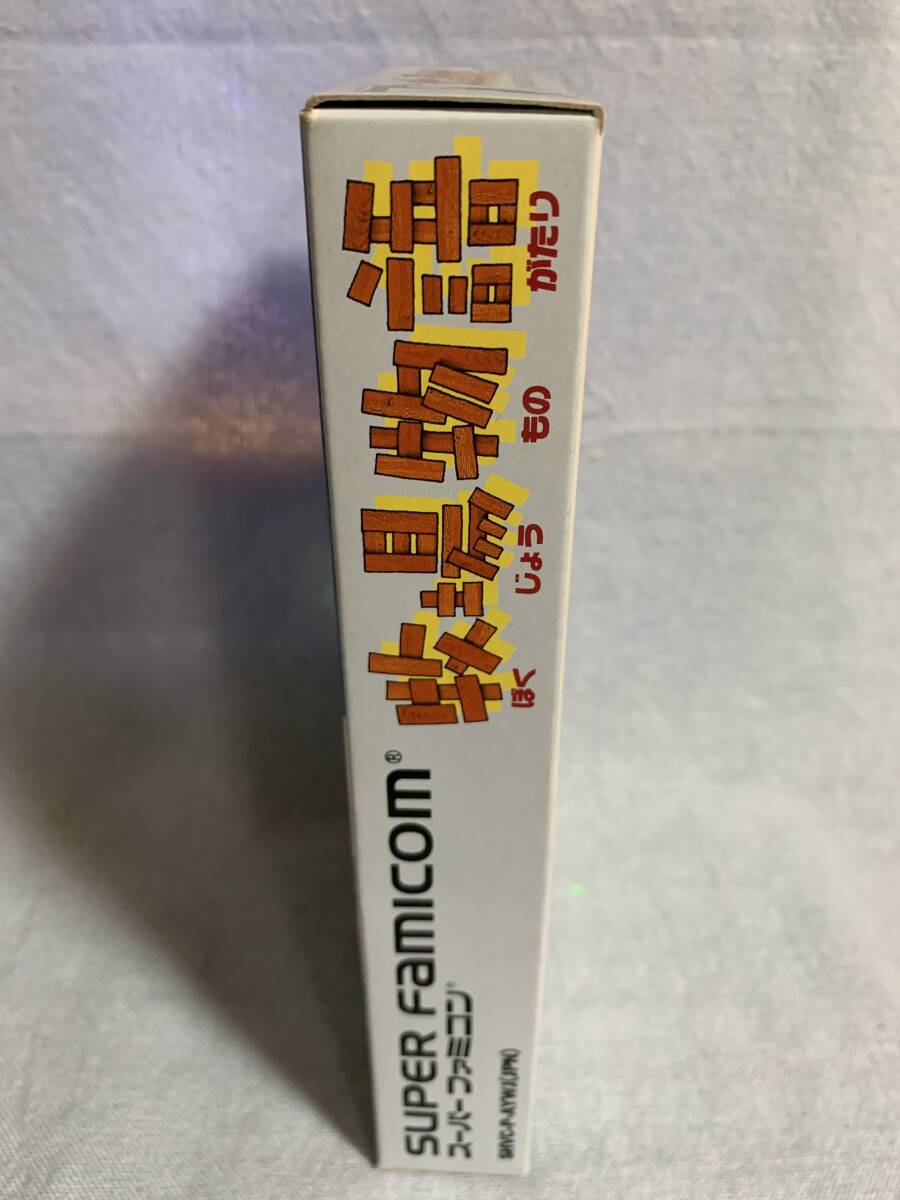 SUPER FAMICOM®
スーパーファミコン®
牧場物語
ぼくじょうものがたり
SHVC-P-AYWJ(JPN)